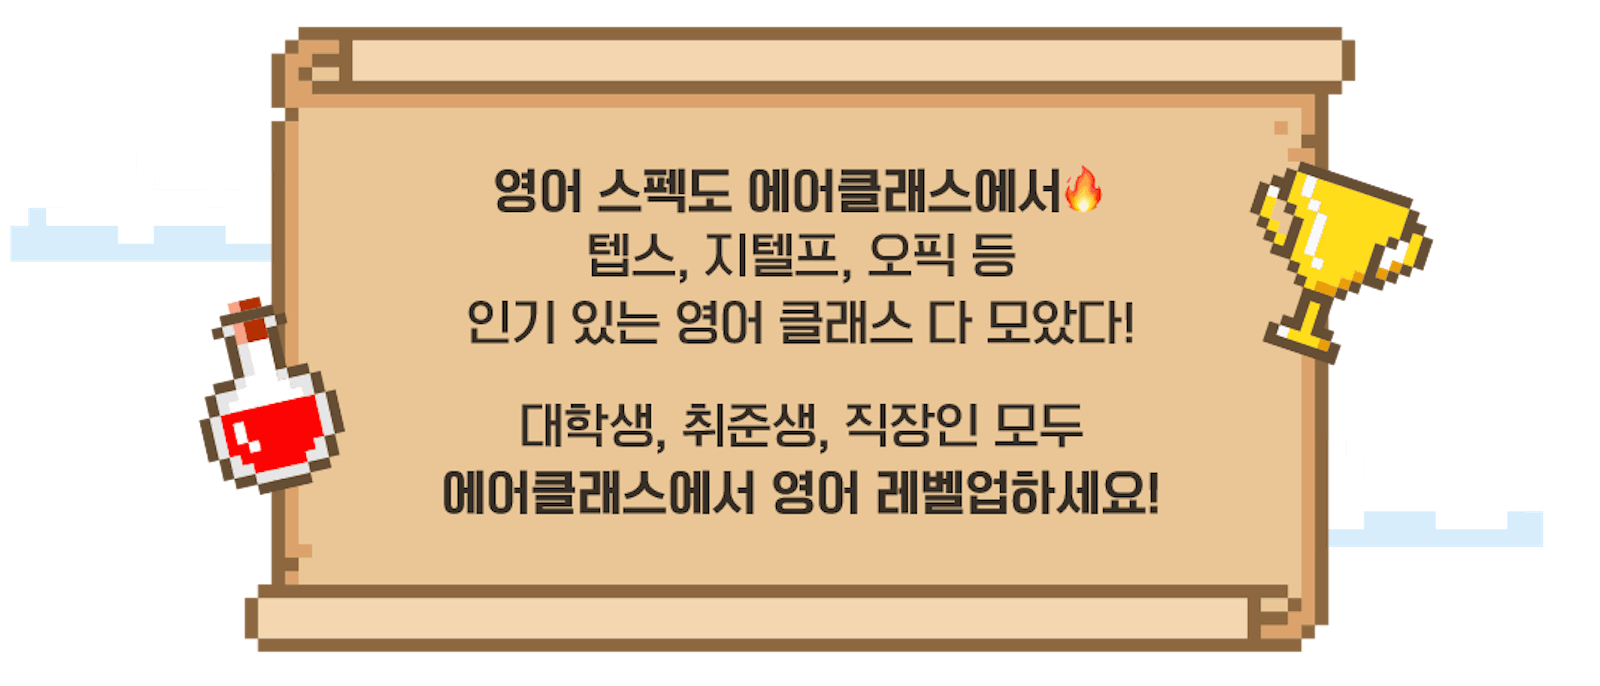 영어 스펙도 에어클래스에서🔥
텝스, 지텔프, 오픽 등
인기 있는 영어 클래스 다 모았다!
대학생, 취준생, 직장인 모두
에어클래스에서 영어 레벨업하세요!